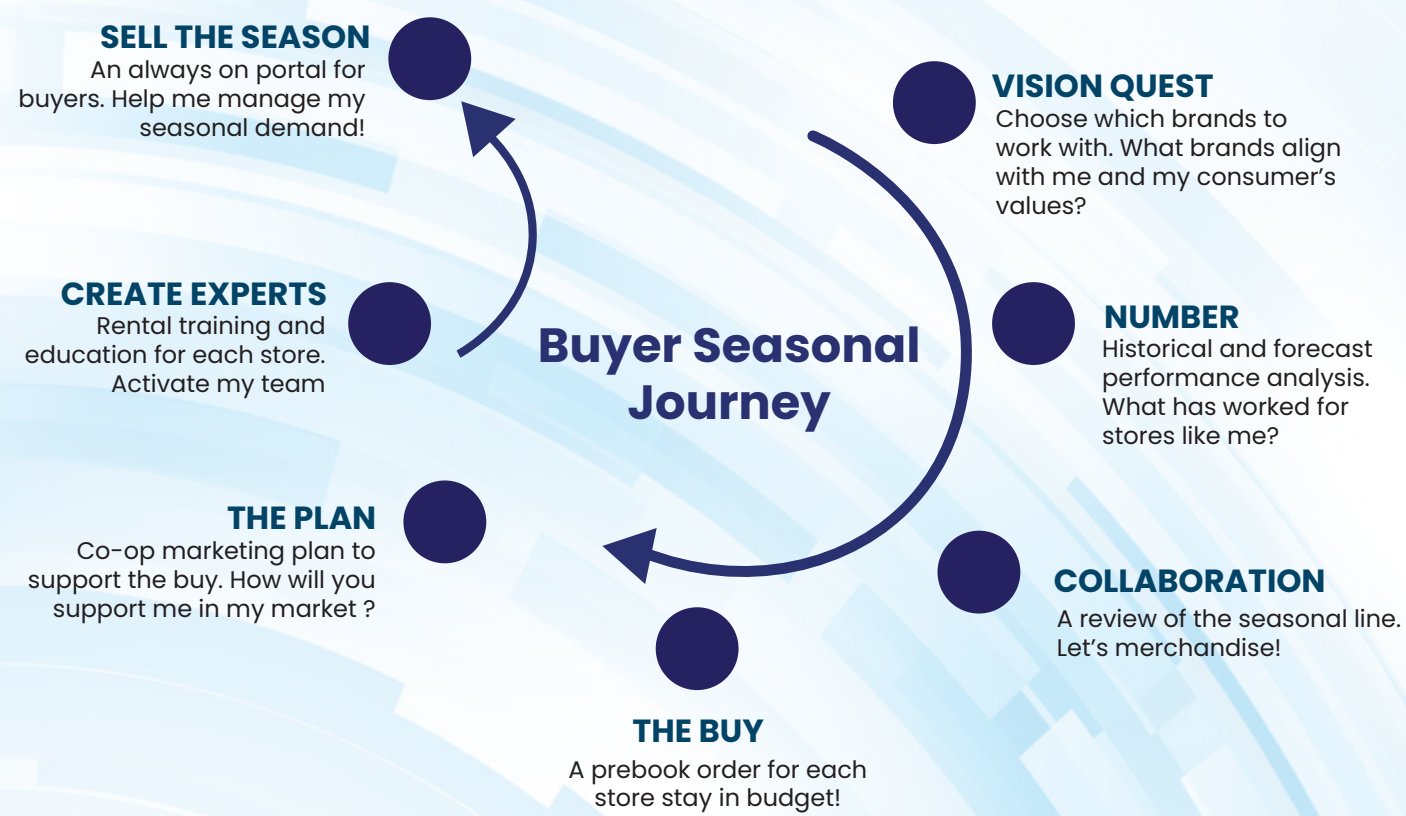 SELL THE SEASON
An always on portal for
buyers. Help me manage my
seasonal demand!
VISION QUEST
Choose which brands to
work with. What brands align
with me and my consumer’s
values?
CREATE EXPERTS
Rental training and
education for each store.
Activate my team
Buyer Seasonal
Journey
NUMBER
Historical and forecast
performance analysis.
What has worked for
stores like me?
THE PLAN
Co-op marketing plan to
support the buy. How will you
support me in my market ?
COLLABORATION
A review of the seasonal line.
Let’s merchandise!
THE BUY
A prebook order for each
store stay in budget!